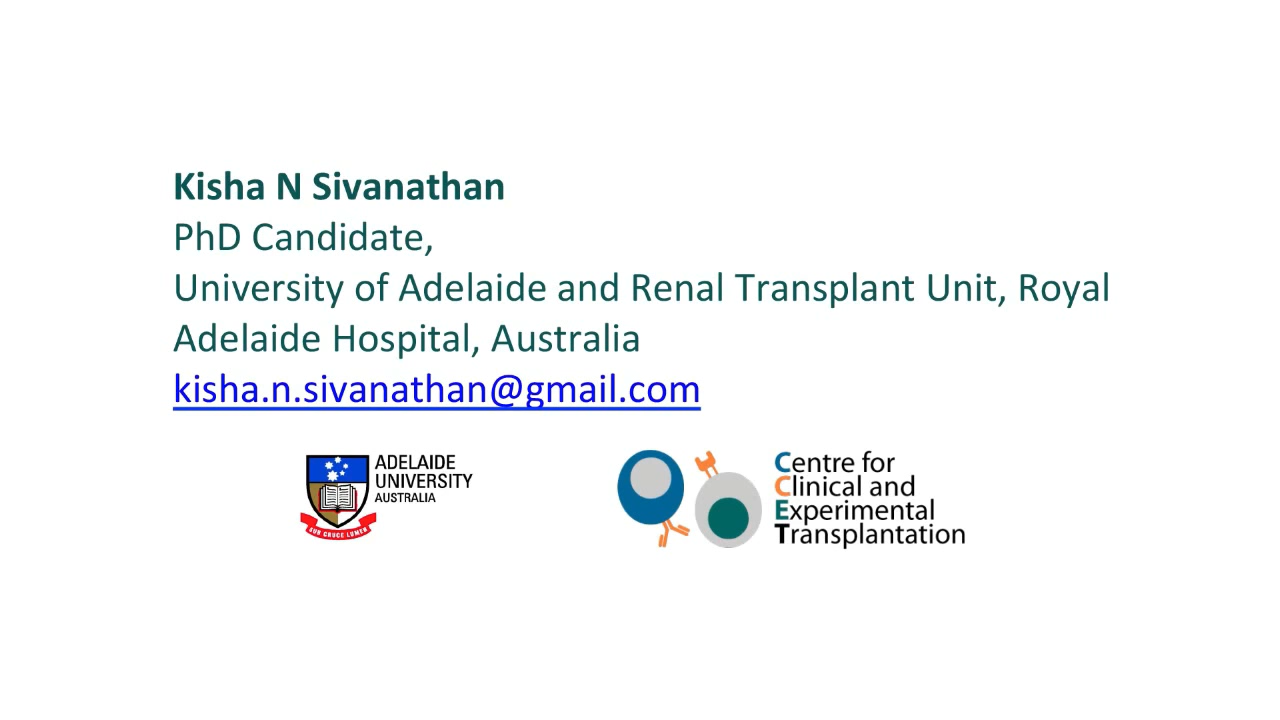 Kisha N Sivanathan
PhD Candidate,
University of Adelaide and Renal Transplant Unit, Royal
Adelaide Hospital, Australia
kisha.n.sivanathan@gmail.com
ADELAIDE
UNIVERSITY
AUSTRALIA
SUB CRUCE LUMEN
Centre for
Clinical and
Experimental
Transplantation